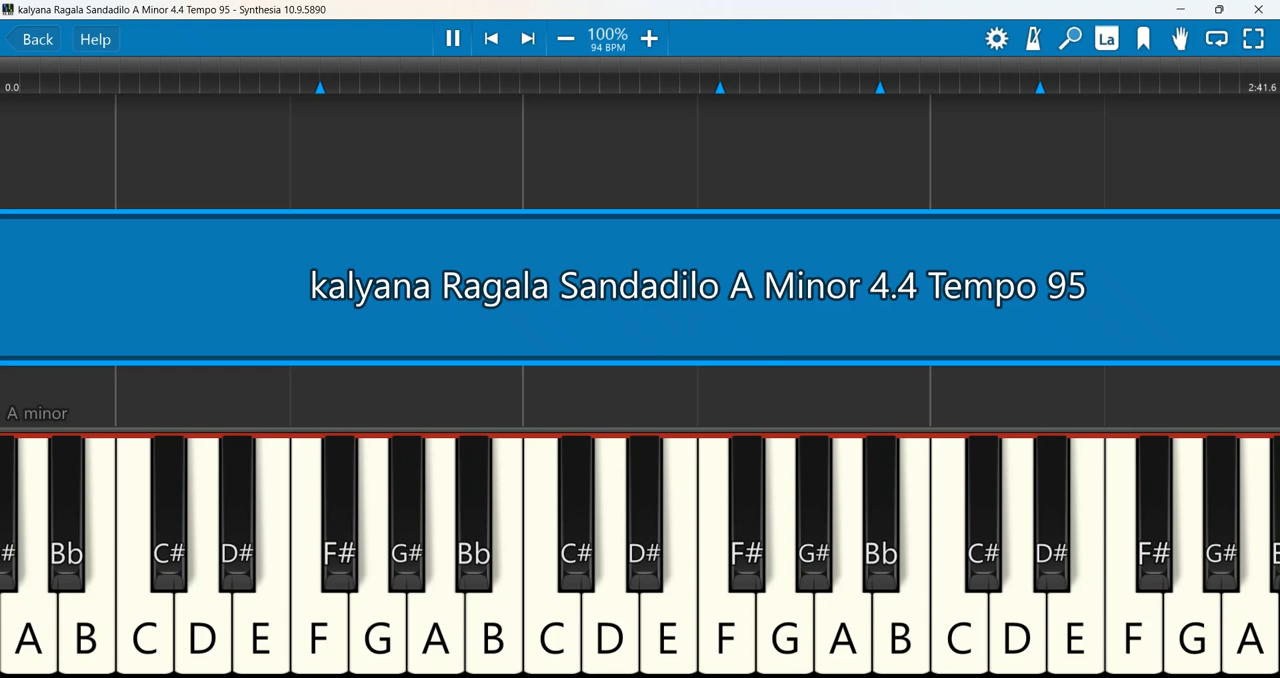 kalyana Ragala Sandadilo A Minor 4.4 Tempo 95 - Synthesia 10.9.5890
Back Help 100% La
94 BPM
0.0 2:41.6
kalyana Ragala Sandadilo A Minor 4.4 Tempo 95
A minor
# Bb C# D# F# G# Bb C# D# F# G# Bb C# D# F# G#
A B C D E F G A B C D E F G A B C D E F G A